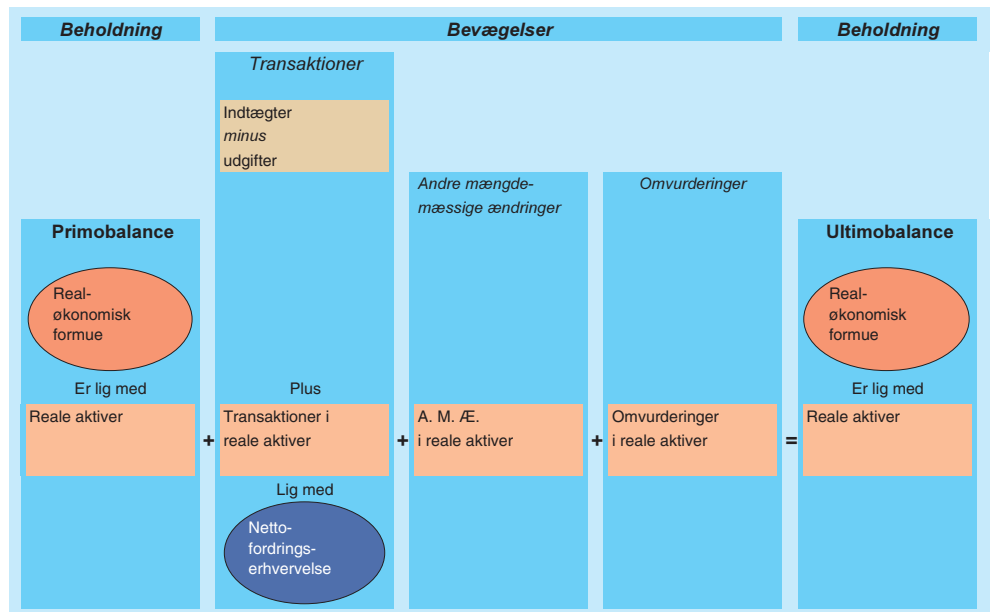 Beholdning
Bevægelser
Beholdning
Transaktioner
Indtægter
minus
udgifter
Andre mængde-
mæssige ændringer
Omvurderinger
Primobalance
Ultimobalance
Real-
økonomisk
formue
Real-
økonomisk
formue
Er lig med
Plus
Er lig med
Reale aktiver
+
Transaktioner i
reale aktiver
+
A. M. Æ.
i reale aktiver
+
Omvurderinger
i reale aktiver
=
Reale aktiver
Lig med
Netto-
fordrings-
erhvervelse